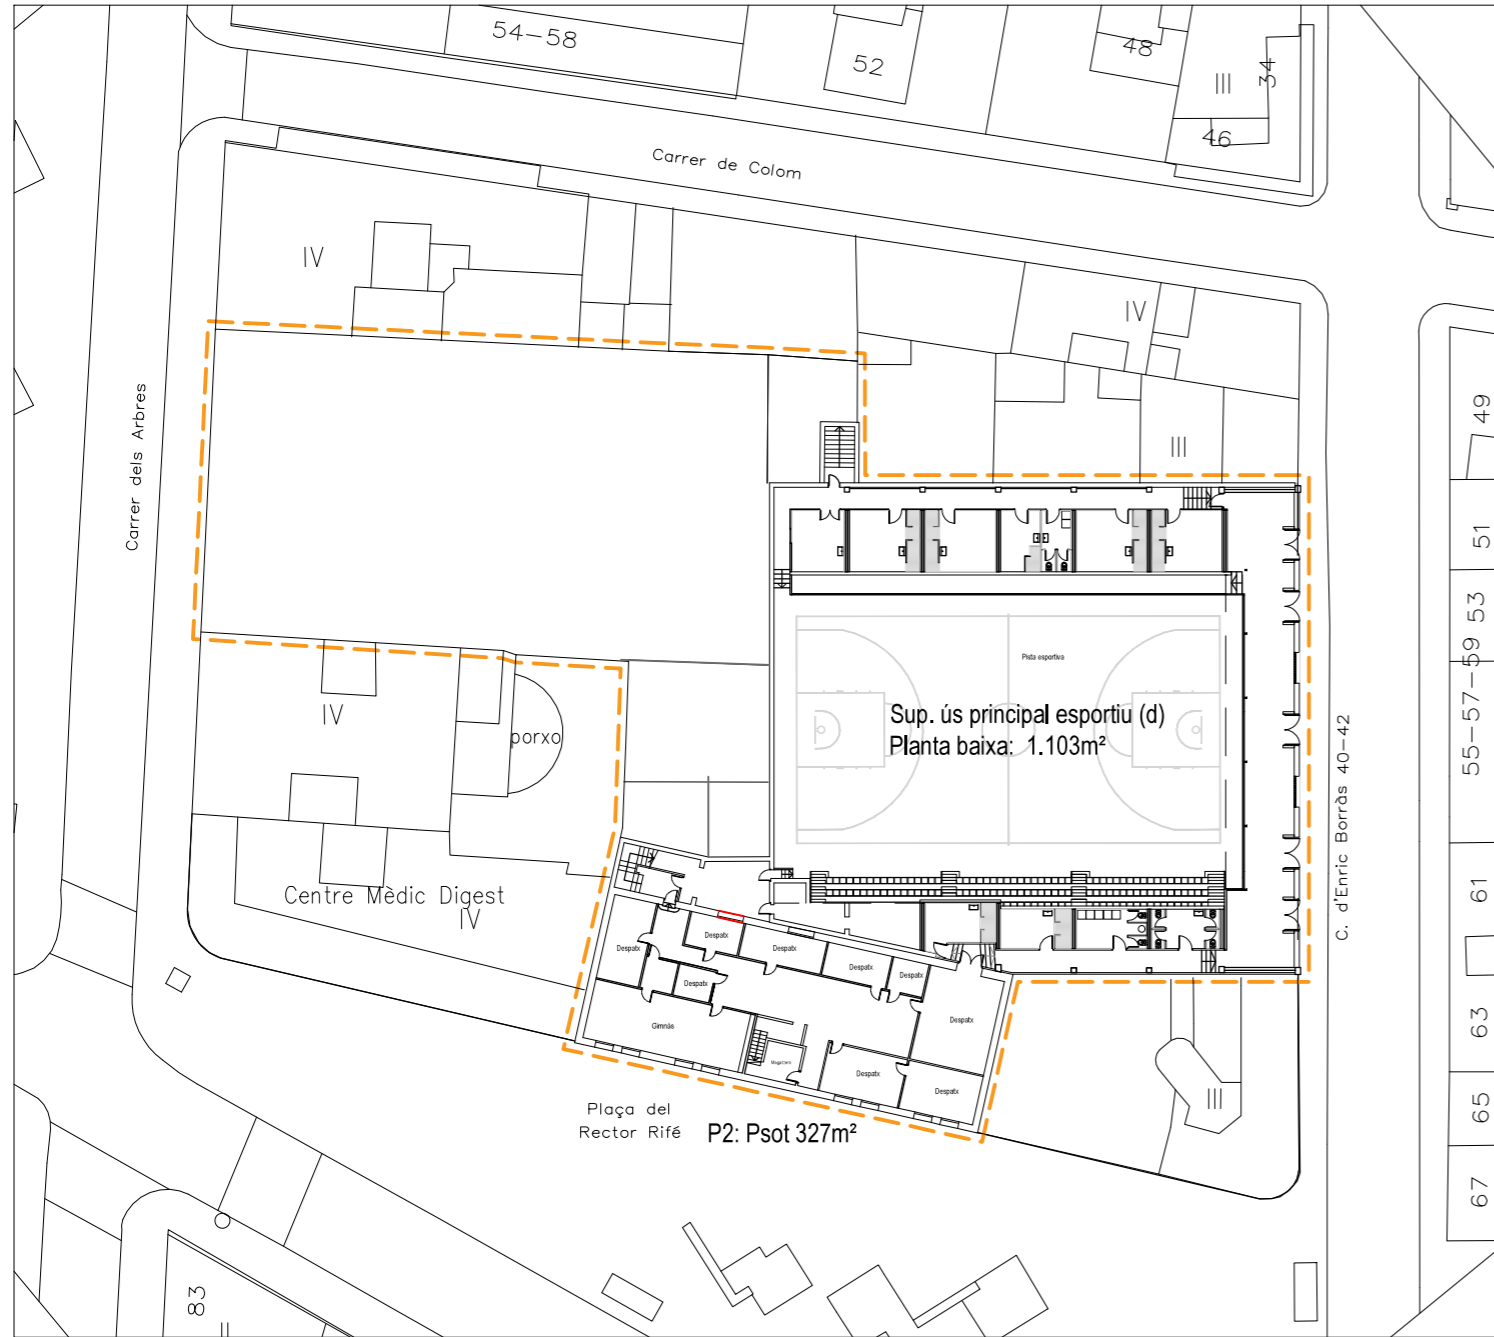 54-58
52
48
III
34
46
Carrer de Colom
IV
IV
III
Carrer dels Arbres
49
51
53
55-57-59
61
63
65
67
Pista esportiva
Sup. ús principal esportiu (d)
Planta baixa: 1.103m²
C. d'Enric Borràs 40-42
IV
porxo
Centre Mèdic Digest
IV
Despatx
Despatx
Despatx
Despatx
Despatx
Despatx
Despatx
Gimnàs
Magatzem
Despatx
Despatx
III
Plaça del
Rector Rifé
P2: Psot 327m²
83
II